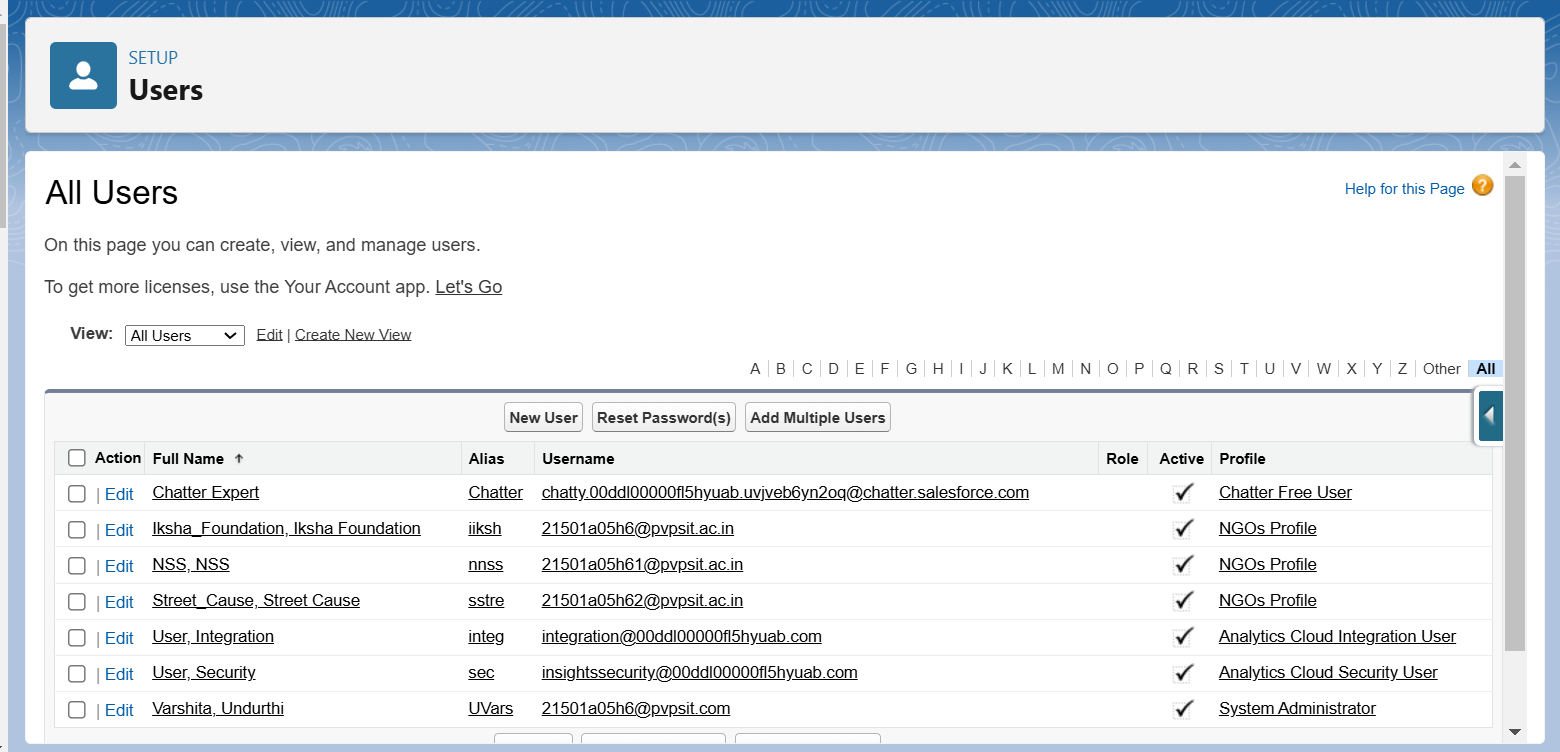 SETUP
Users
All Users
Help for this Page ?
On this page you can create, view, and manage users.
To get more licenses, use the Your Account app. Let's Go
View: All Users Edit | Create New View
A | B | C | D | E | F | G | H | I | J | K | L | M | N | O | P | Q | R | S | T | U | V | W | X | Y | Z | Other | All
New User Reset Password(s) Add Multiple Users
Action Full Name ↑ Alias Username Role Active Profile
| Edit Chatter Expert Chatter chatty.00ddl00000fl5hyuab.uvjveb6yn2oq@chatter.salesforce.com Chatter Free User
| Edit Iksha_Foundation, Iksha Foundation iiksh 21501a05h6@pvpsit.ac.in NGOs Profile
| Edit NSS, NSS nnss 21501a05h61@pvpsit.ac.in NGOs Profile
| Edit Street_Cause, Street Cause sstre 21501a05h62@pvpsit.ac.in NGOs Profile
| Edit User, Integration integ integration@00ddl00000fl5hyuab.com Analytics Cloud Integration User
| Edit User, Security sec insightssecurity@00ddl00000fl5hyuab.com Analytics Cloud Security User
| Edit Varshita, Undurthi UVars 21501a05h6@pvpsit.com System Administrator